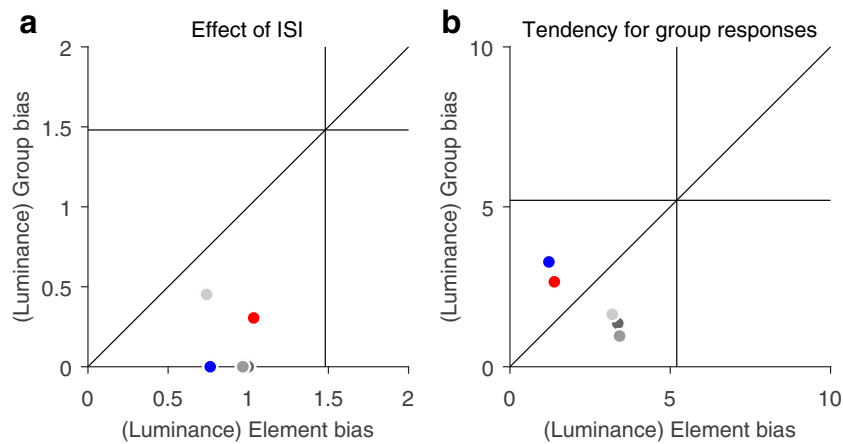 a
Effect of ISI
2
1.5
1
0.5
0
0 0.5 1 1.5 2
(Luminance) Group bias
(Luminance) Element bias
b
Tendency for group responses
10
5
0
0 5 10
(Luminance) Group bias
(Luminance) Element bias